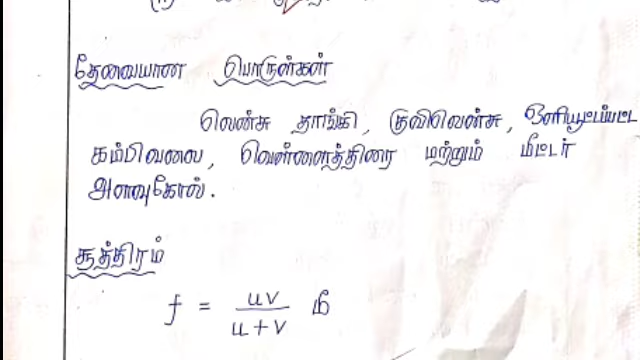 தேவையான பொருள்கள்
லென்சு தாங்கி, குவிலென்சு, ஒளியூட்டப்பட்ட
கம்பிவலை, வெள்ளைத்திரை மற்றும் மீட்டர்
அளவுகோல்.
சூத்திரம்
f = uv / u+v மீ